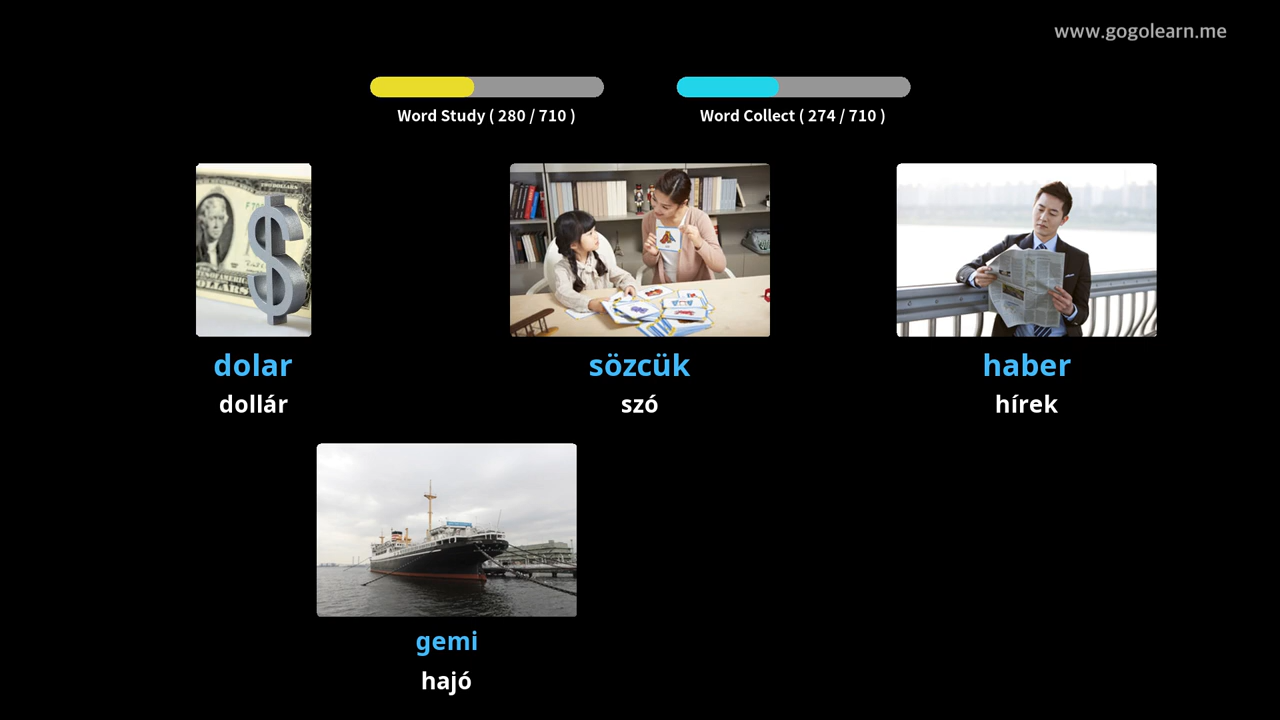 www.gogolearn.me
Word Study ( 280 / 710 )
Word Collect ( 274 / 710 )
dolar
dollár
sözcük
szó
haber
hírek
gemi
hajó